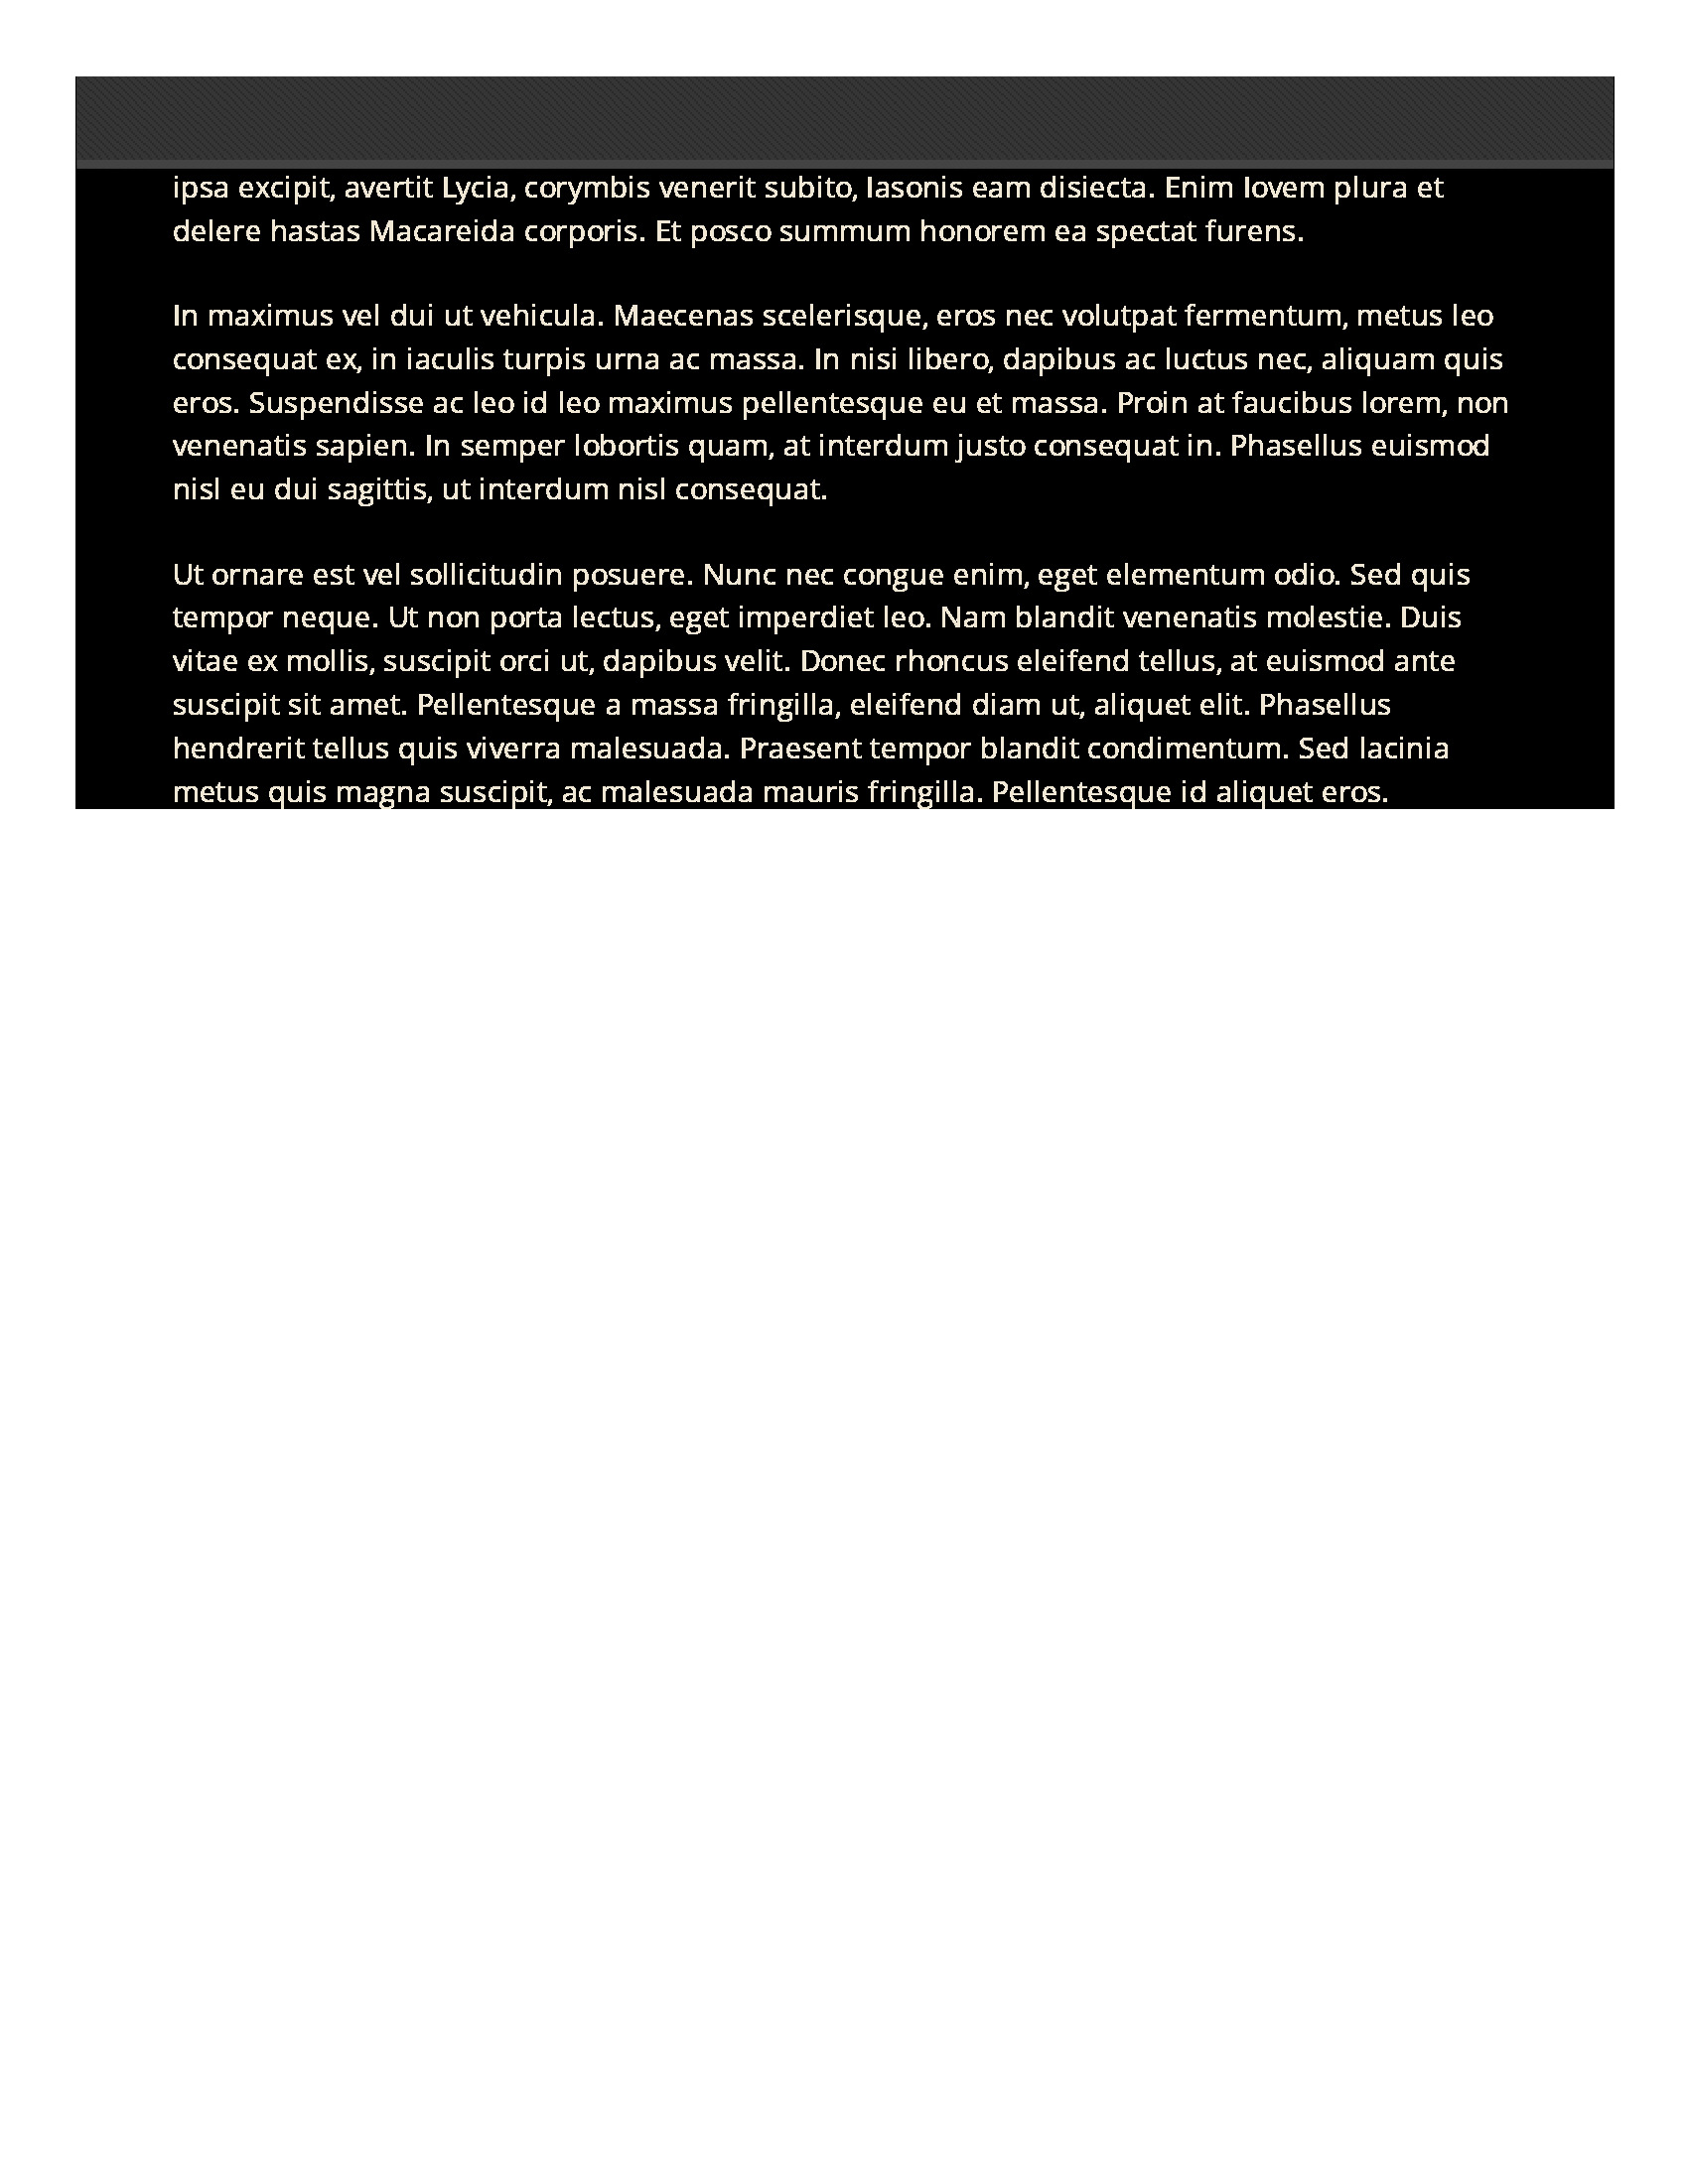 ipsa excipit, avertit Lycia, corymbis venerit subito, Iasonis eam disiecta. Enim Iovem plura et
delere hastas Macareida corporis. Et posco summum honorem ea spectat furens.
In maximus vel dui ut vehicula. Maecenas scelerisque, eros nec volutpat fermentum, metus leo
consequat ex, in iaculis turpis urna ac massa. In nisi libero, dapibus ac luctus nec, aliquam quis
eros. Suspendisse ac leo id leo maximus pellentesque eu et massa. Proin at faucibus lorem, non
venenatis sapien. In semper lobortis quam, at interdum justo consequat in. Phasellus euismod
nisl eu dui sagittis, ut interdum nisl consequat.
Ut ornare est vel sollicitudin posuere. Nunc nec congue enim, eget elementum odio. Sed quis
tempor neque. Ut non porta lectus, eget imperdiet leo. Nam blandit venenatis molestie. Duis
vitae ex mollis, suscipit orci ut, dapibus velit. Donec rhoncus eleifend tellus, at euismod ante
suscipit sit amet. Pellentesque a massa fringilla, eleifend diam ut, aliquet elit. Phasellus
hendrerit tellus quis viverra malesuada. Praesent tempor blandit condimentum. Sed lacinia
metus quis magna suscipit, ac malesuada mauris fringilla. Pellentesque id aliquet eros.